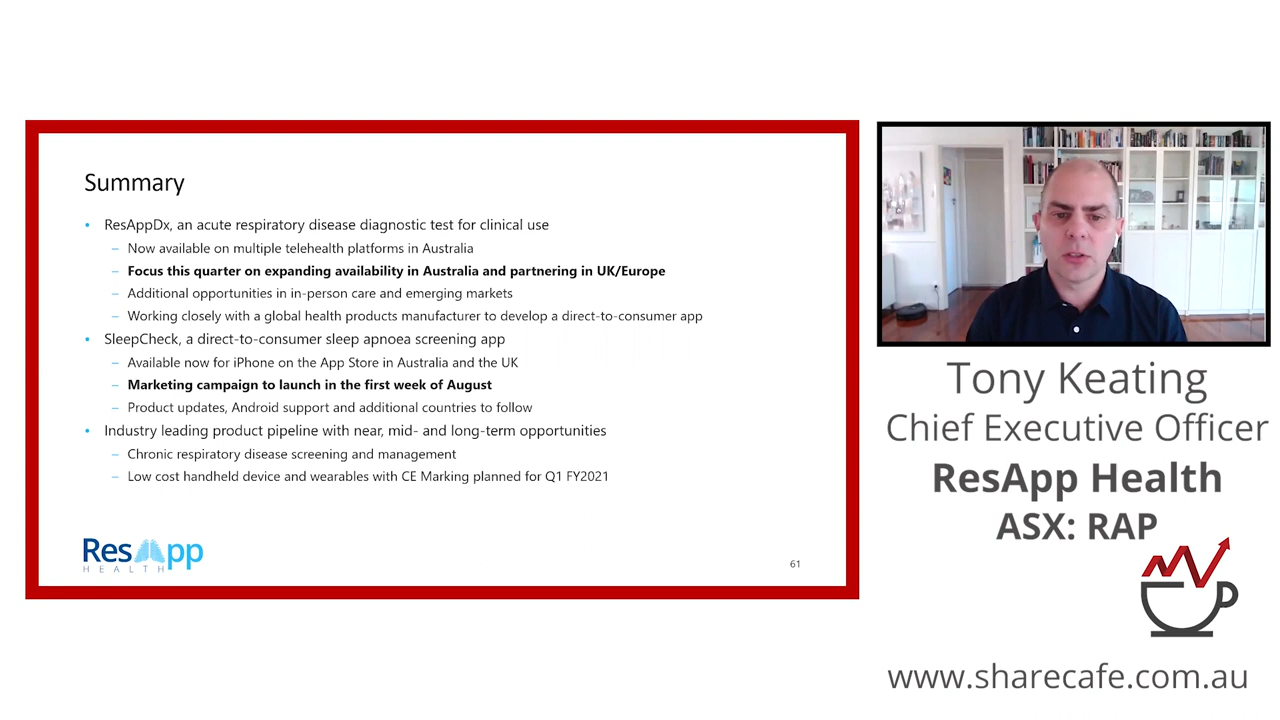 Summary
• ResAppDx, an acute respiratory disease diagnostic test for clinical use
– Now available on multiple telehealth platforms in Australia
– Focus this quarter on expanding availability in Australia and partnering in UK/Europe
– Additional opportunities in in-person care and emerging markets
– Working closely with a global health products manufacturer to develop a direct-to-consumer app
• SleepCheck, a direct-to-consumer sleep apnoea screening app
– Available now for iPhone on the App Store in Australia and the UK
– Marketing campaign to launch in the first week of August
– Product updates, Android support and additional countries to follow
• Industry leading product pipeline with near, mid- and long-term opportunities
– Chronic respiratory disease screening and management
– Low cost handheld device and wearables with CE Marking planned for Q1 FY2021
ResApp
HEALTH
61
Tony Keating
Chief Executive Officer
ResApp Health
ASX: RAP
www.sharecafe.com.au